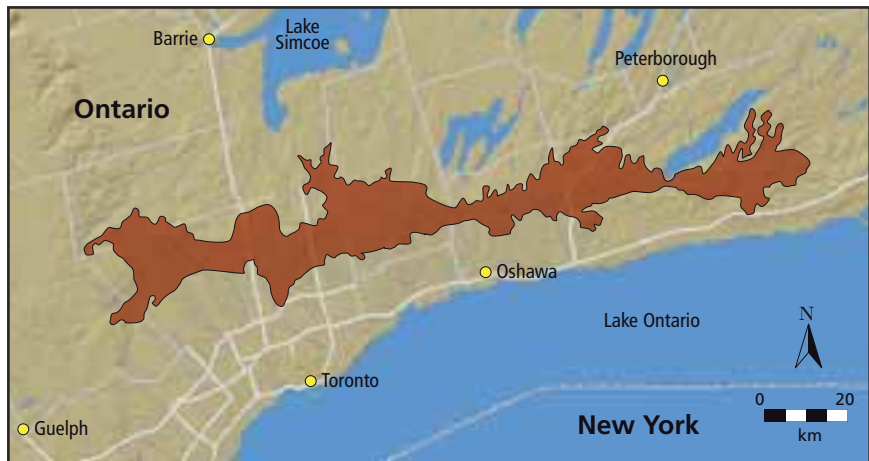 Barrie
Lake
Simcoe
Peterborough
Ontario
Oshawa
Lake Ontario
N
Toronto
0 20
km
New York
Guelph